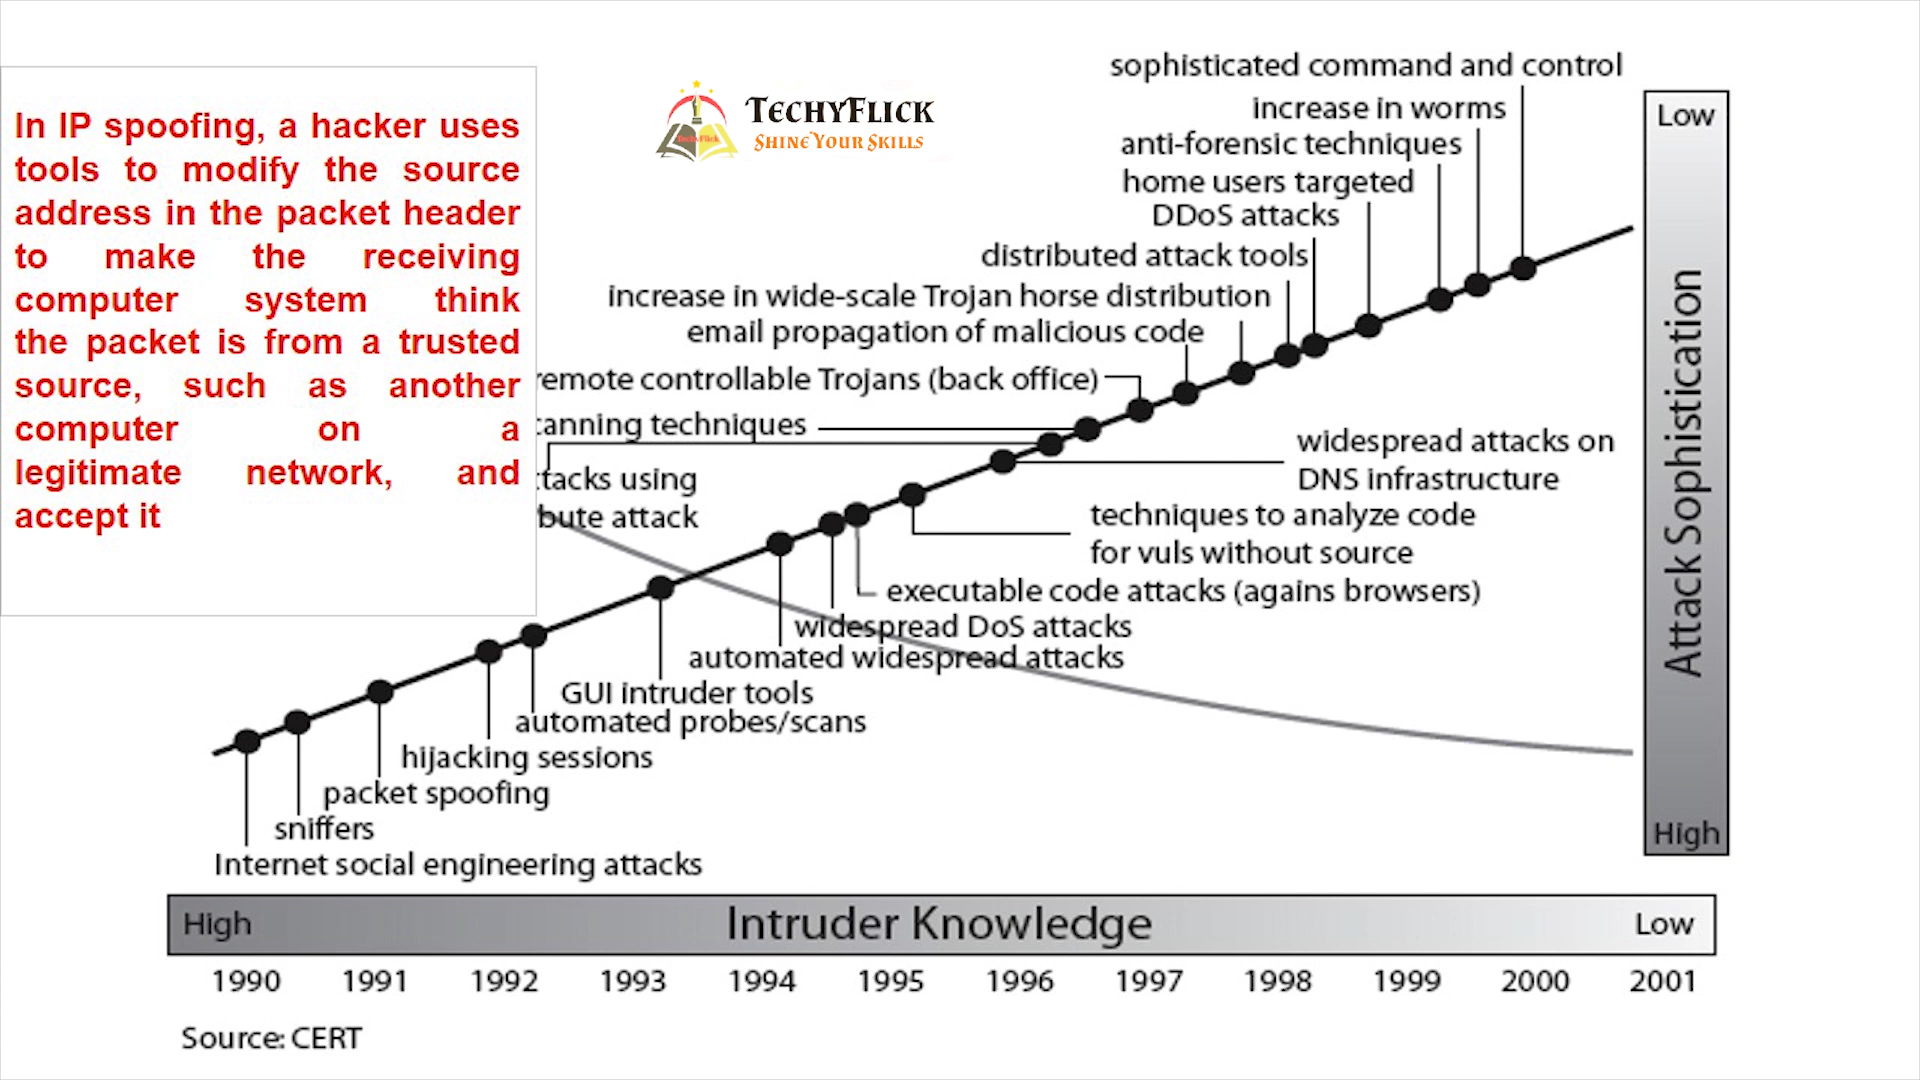 In IP spoofing, a hacker uses
tools to modify the source
address in the packet header
to make the receiving
computer system think
the packet is from a trusted
source, such as another
computer on a
legitimate network, and
accept it
TECHYFLICK
SHINE YOUR SKILLS
sophisticated command and control
increase in worms
anti-forensic techniques
home users targeted
DDoS attacks
distributed attack tools
increase in wide-scale Trojan horse distribution
email propagation of malicious code
remote controllable Trojans (back office)
techniques
using
attack
widespread attacks on
DNS infrastructure
techniques to analyze code
for vuls without source
executable code attacks (agains browsers)
widespread DoS attacks
automated widespread attacks
GUI intruder tools
automated probes/scans
hijacking sessions
packet spoofing
sniffers
Internet social engineering attacks
Low
Attack Sophistication
High
High Intruder Knowledge Low
1990 1991 1992 1993 1994 1995 1996 1997 1998 1999 2000 2001
Source: CERT